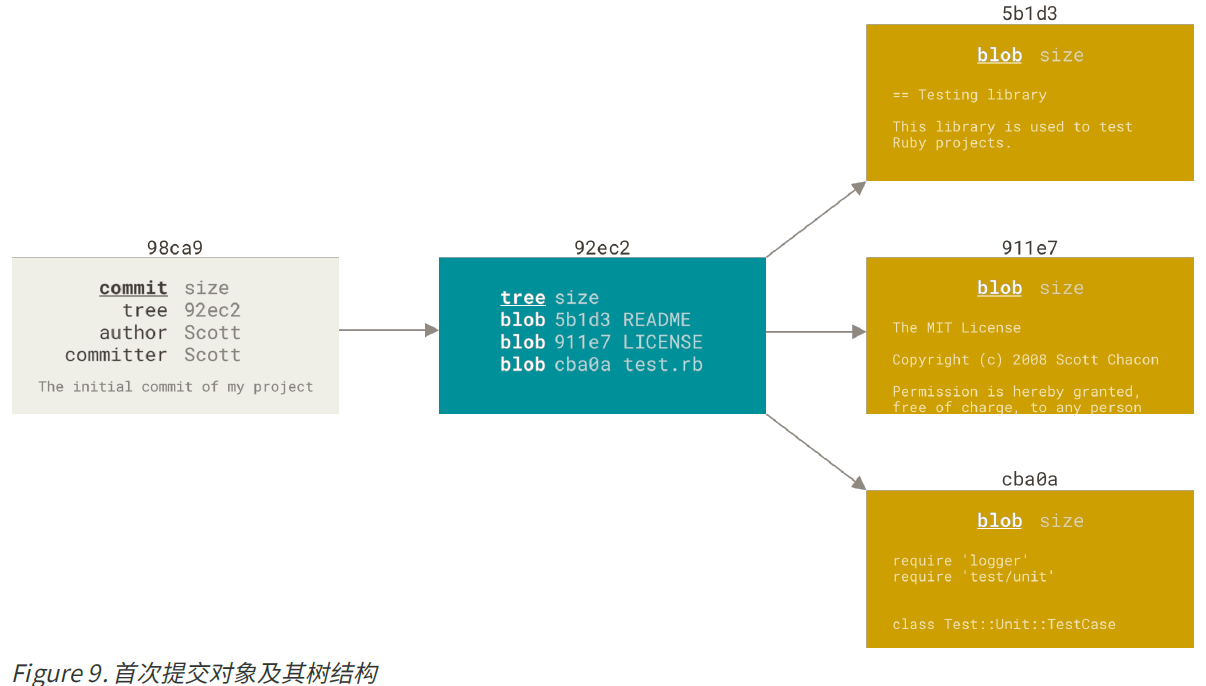 98ca9
commit size
tree 92ec2
author Scott
committer Scott
The initial commit of my project
92ec2
tree size
blob 5b1d3 README
blob 911e7 LICENSE
blob cba0a test.rb
5b1d3
blob size
== Testing library
This library is used to test
Ruby projects.
911e7
blob size
The MIT License
Copyright (c) 2008 Scott Chacon
Permission is hereby granted,
free of charge, to any person
cba0a
blob size
require 'logger'
require 'test/unit'
class Test::Unit::TestCase
Figure 9. 首次提交对象及其树结构